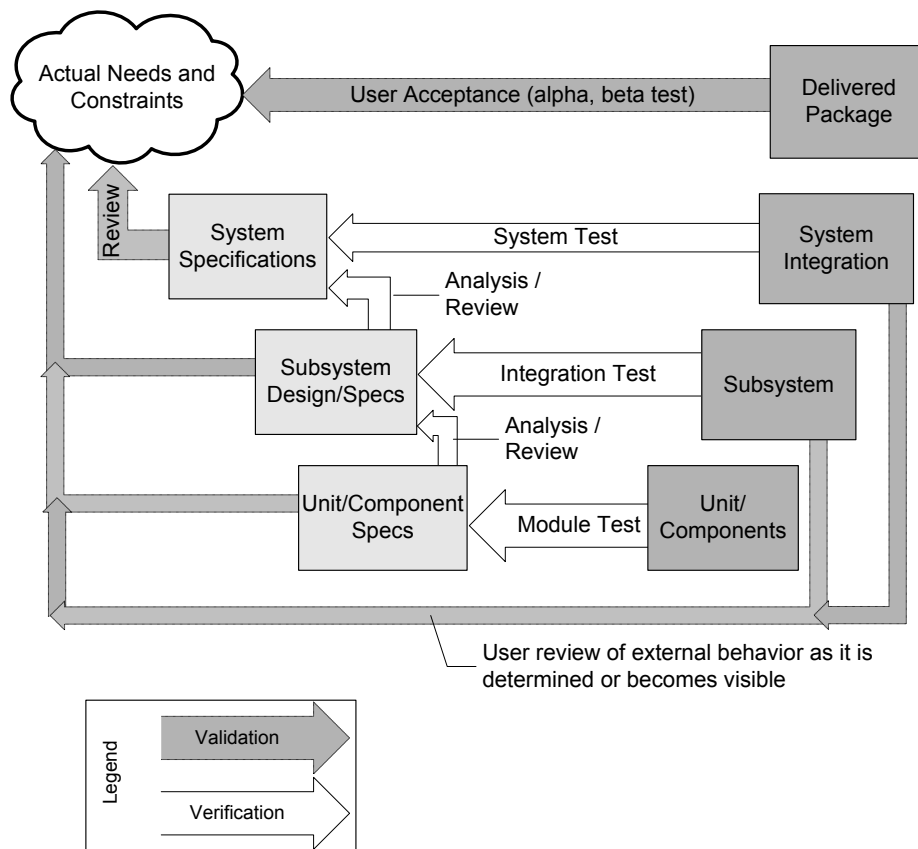 Actual Needs and
Constraints
User Acceptance (alpha, beta test)
Delivered
Package
Review
System
Specifications
System Test
System
Integration
Analysis /
Review
Subsystem
Design/Specs
Integration Test
Subsystem
Analysis /
Review
Unit/Component
Specs
Module Test
Unit/
Components
User review of external behavior as it is
determined or becomes visible
Legend
Validation
Verification